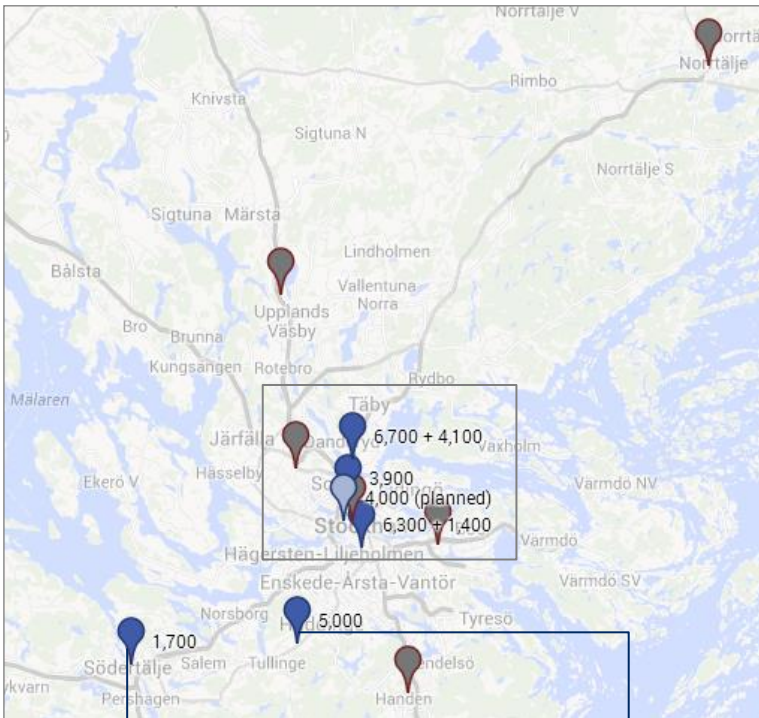 Norrtälje V
Norrtälje
Rimbo
Knivsta
Sigtuna N
Norrtälje S
Sigtuna Märsta
Lindholmen
Bålsta
Vallentuna
Norra
Upplands
Väsby
Bro
Brunna
Kungsängen
Rotebro
Rydbo
Mälaren
Täby
Järfälla
6,700 + 4,100
Vaxholm
Hässelby
3,900
Ekerö V
Värmdö NV
4,000 (planned)
6,300 + 1,400
Värmdö
Hägersten-Liljeholmen
Enskede-Årsta-Vantör
Värmdö SV
Norsborg
5,000
Tyresö
1,700
Södertälje
Salem
Tullinge
ykvarn
Pershagen
Handen